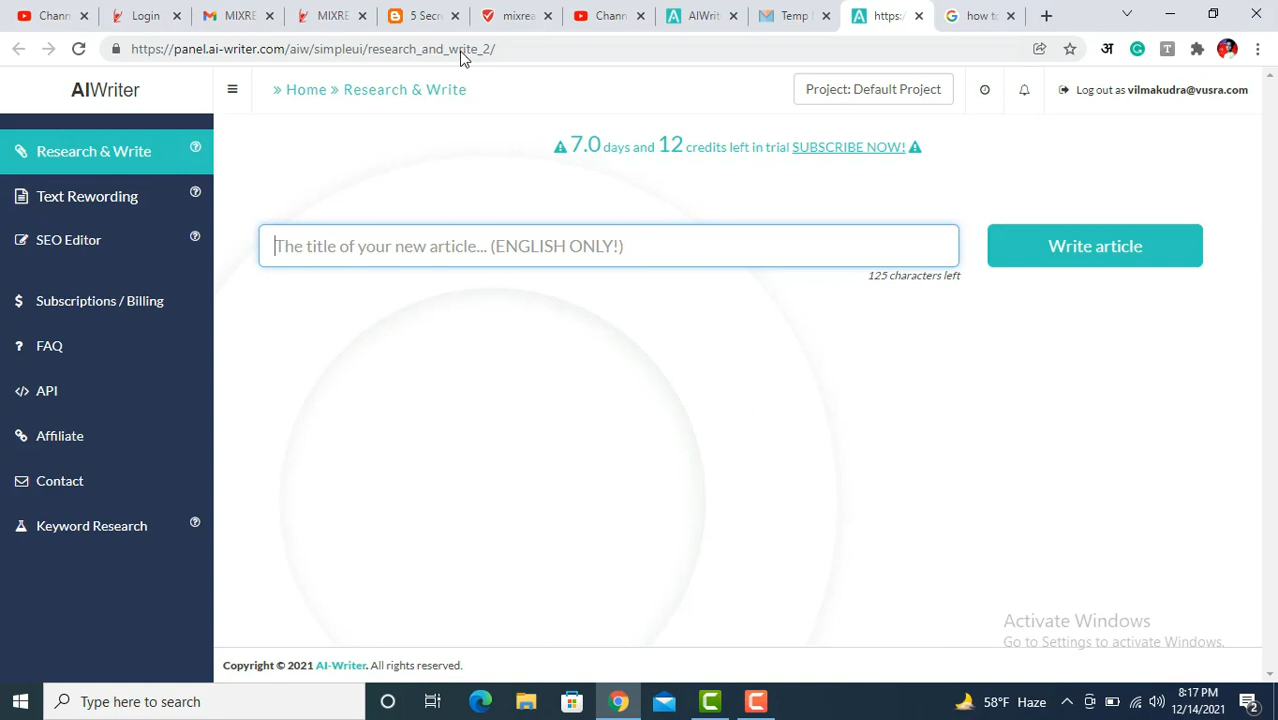 Chann
Login
MIXRE
MIXRE
5 Secr
mixrea
Chann
AIWrit
Temp
https:/
how to
https://panel.ai-writer.com/aiw/simpleui/research_and_write_2/
AIWriter
» Home » Research & Write
Project: Default Project
Log out as vilmakudra@vusra.com
7.0 days and 12 credits left in trial SUBSCRIBE NOW!
Research & Write
Text Rewording
SEO Editor
Subscriptions / Billing
FAQ
API
Affiliate
Contact
Keyword Research
The title of your new article... (ENGLISH ONLY!)
Write article
125 characters left
Activate Windows
Go to Settings to activate Windows.
Copyright © 2021 AI-Writer. All rights reserved.
Type here to search
58°F Haze
8:17 PM
12/14/2021
2